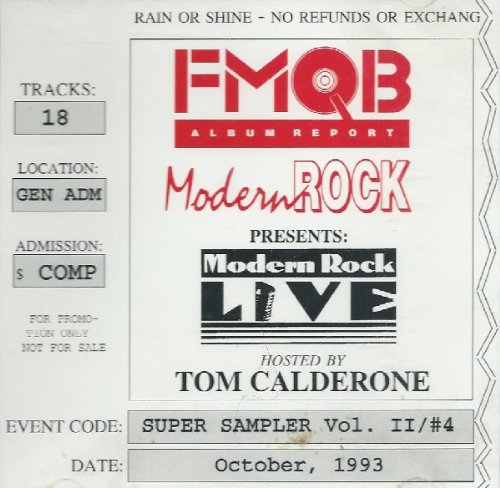 RAIN OR SHINE - NO REFUNDS OR EXCHANG
FMQB
ALBUM REPORT
Modern ROCK
PRESENTS:
Modern Rock
LIVE
HOSTED BY
TOM CALDERONE
TRACKS:
18
LOCATION:
GEN ADM
ADMISSION:
$ COMP
FOR PROMO-
TION ONLY
NOT FOR SALE
EVENT CODE: SUPER SAMPLER Vol. II/#4
DATE: October, 1993